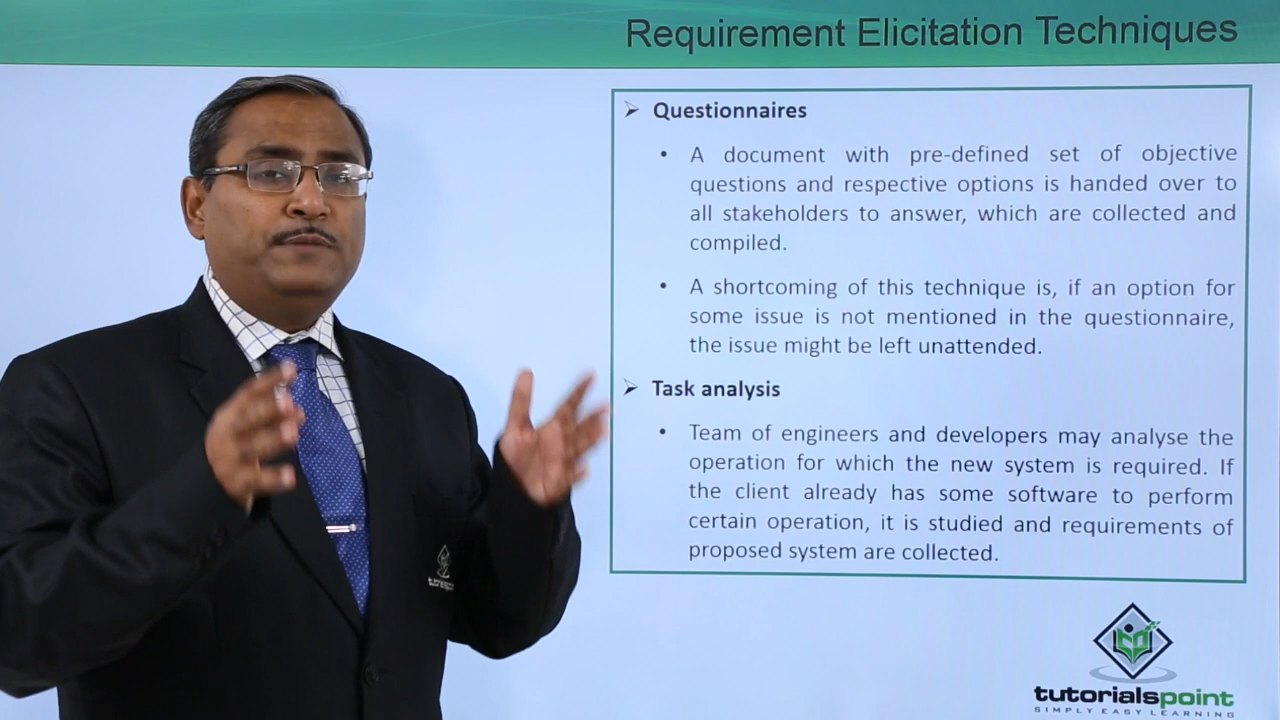 Requirement Elicitation Techniques
➢ Questionnaires
• A document with pre-defined set of objective
questions and respective options is handed over to
all stakeholders to answer, which are collected and
compiled.
• A shortcoming of this technique is, if an option for
some issue is not mentioned in the questionnaire,
the issue might be left unattended.
➢ Task analysis
• Team of engineers and developers may analyse the
operation for which the new system is required. If
the client already has some software to perform
certain operation, it is studied and requirements of
proposed system are collected.
tutorialspoint
SIMPLY EASY LEARNING